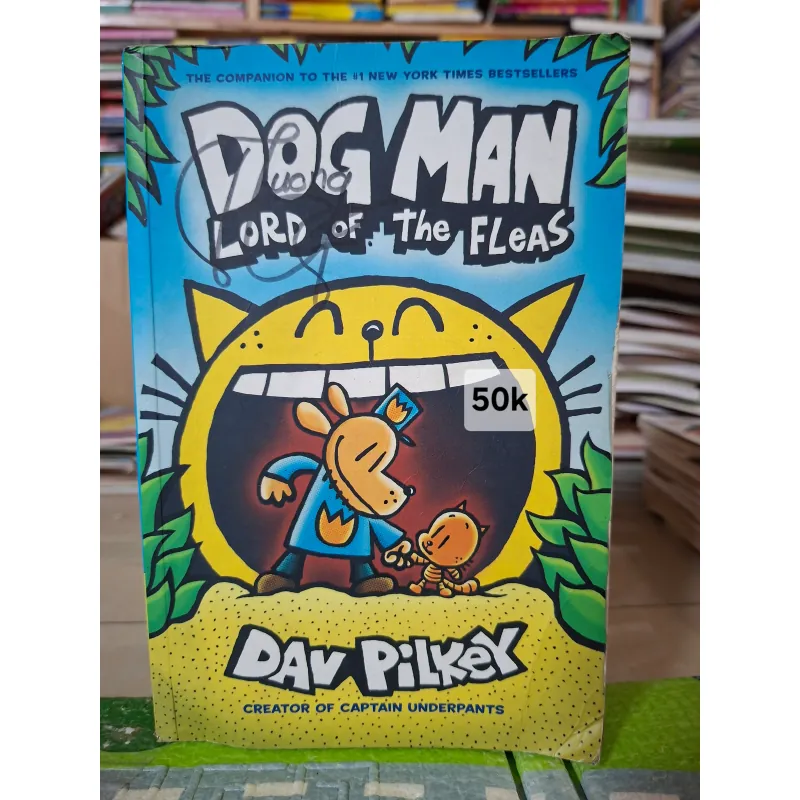 THE COMPANION TO THE #1 NEW YORK TIMES BESTSELLERS
DOG MAN
LORD OF The FLEAS
50k
DAV PiLKEY
CREATOR OF CAPTAIN UNDERPANTS